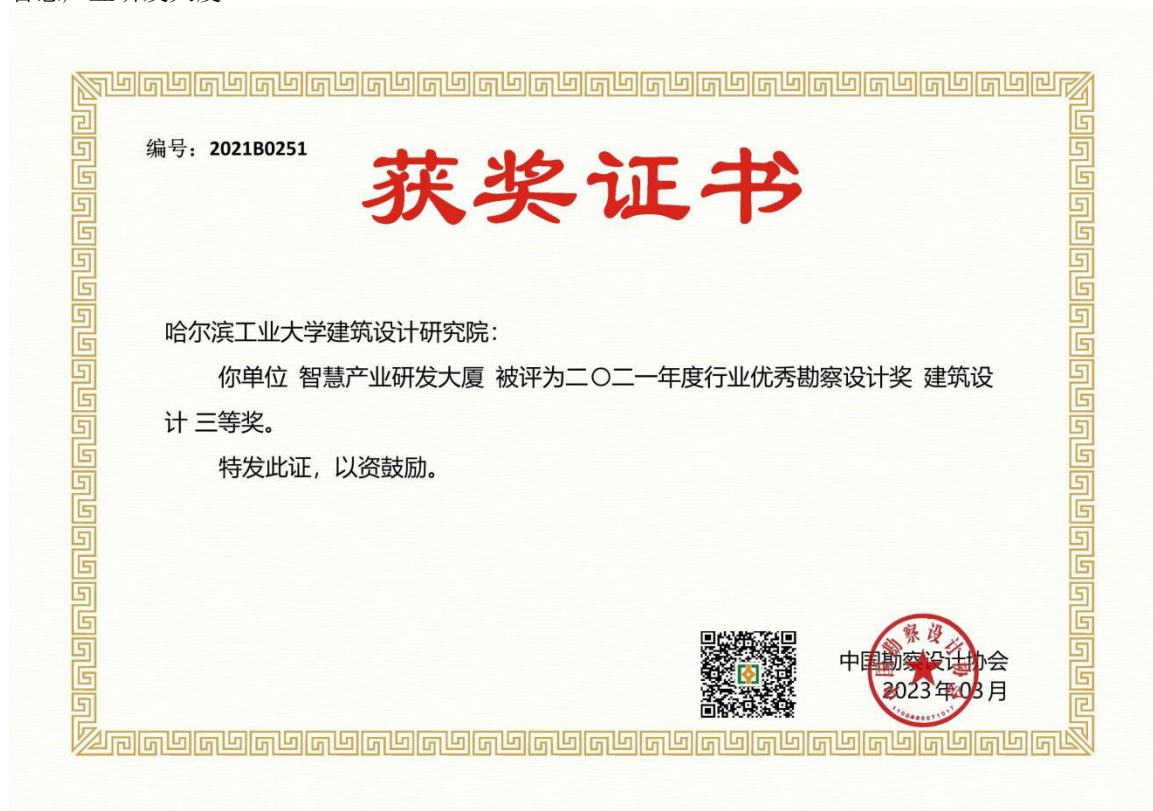 编号：2021B0251
获奖证书
哈尔滨工业大学建筑设计研究院：
你单位 智慧产业研发大厦 被评为二〇二一年度行业优秀勘察设计奖 建筑设
计 三等奖。
特发此证，以资鼓励。
中国勘察设计协会
2023年03月